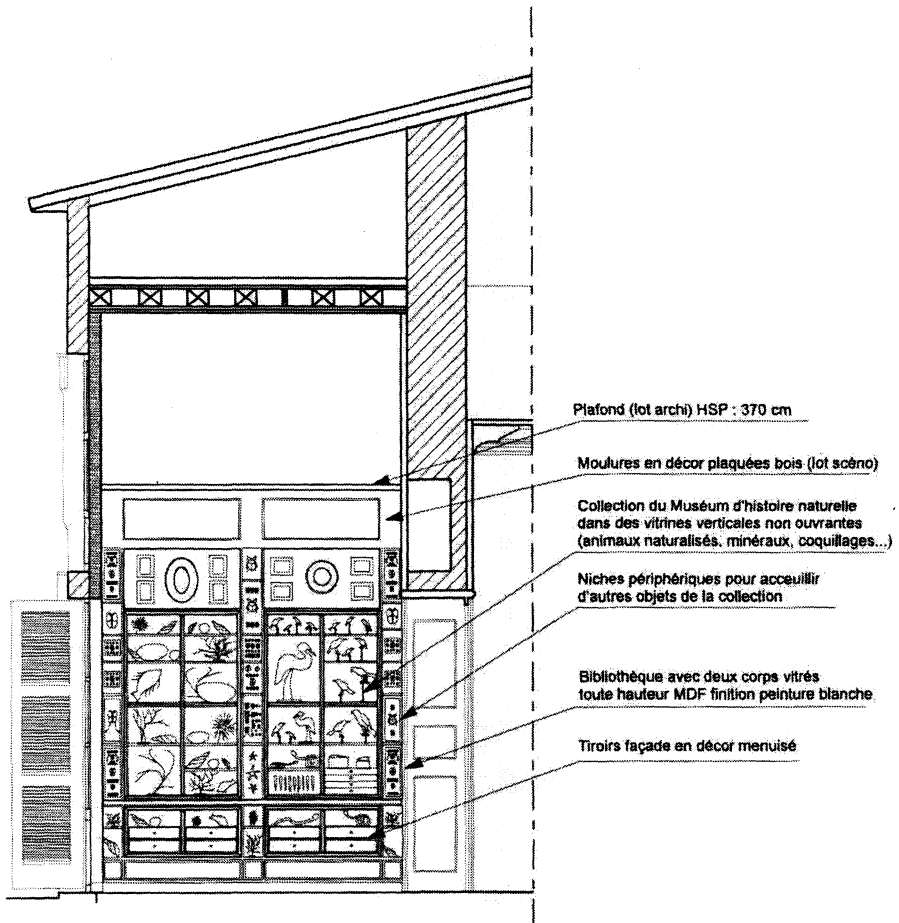 Plafond (lot archi) HSP : 370 cm
Moulures en décor plaquées bois (lot scéno)
Collection du Muséum d'histoire naturelle
dans des vitrines verticales non ouvrantes
(animaux naturalisés, minéraux, coquillages...)
Niches périphériques pour acceuillir
d'autres objets de la collection
Bibliothèque avec deux corps vitrés
toute hauteur MDF finition peinture blanche
Tiroirs façade en décor menuisé